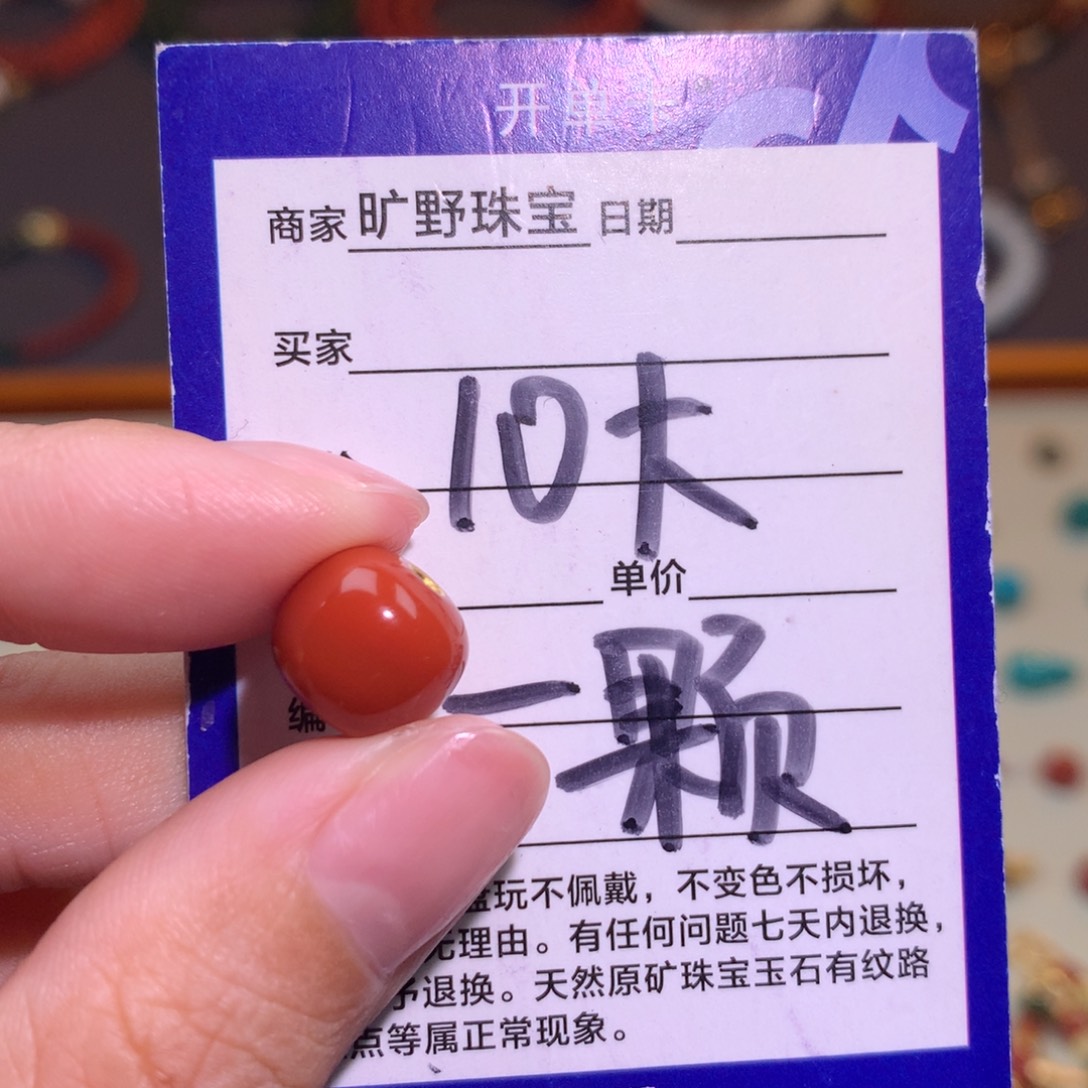 开单卡
商家 旷野珠宝 日期
买家
10大
单价
编
一颗
盘玩不佩戴，不变色不损坏，
无理由。有任何问题七天内退换，
予退换。天然原矿珠宝玉石有纹路
点等属正常现象。